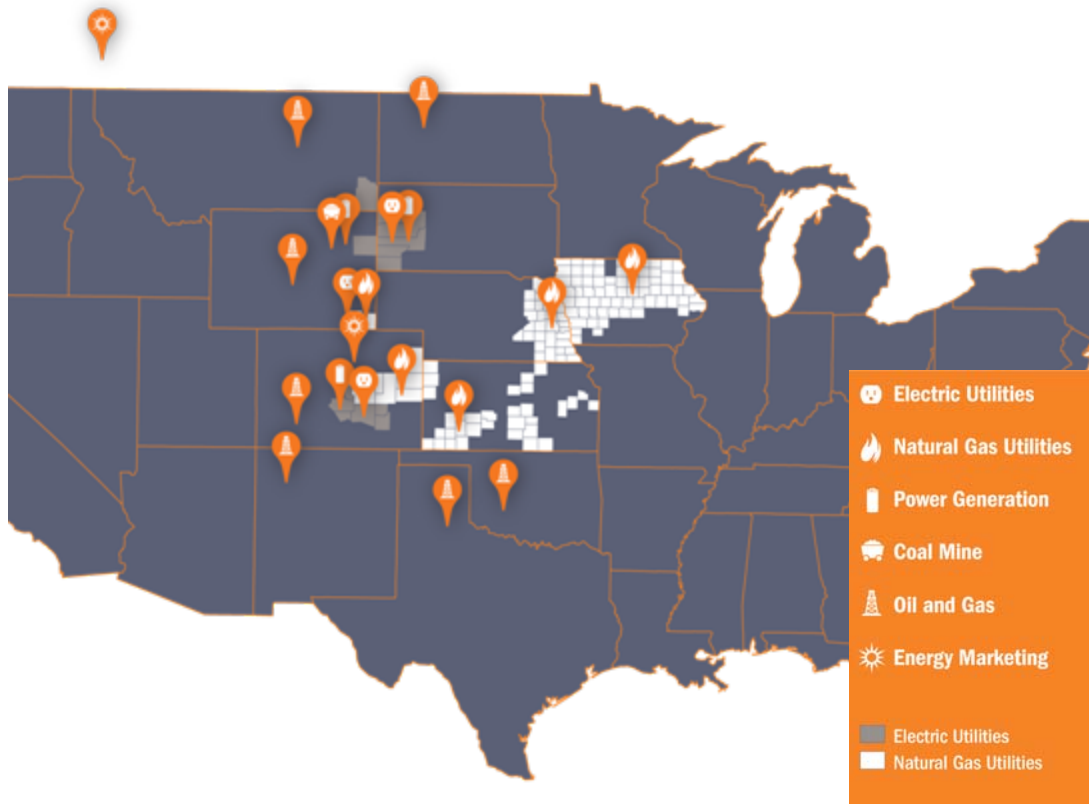 Electric Utilities
Natural Gas Utilities
Power Generation
Coal Mine
Oil and Gas
Energy Marketing
Electric Utilities
Natural Gas Utilities